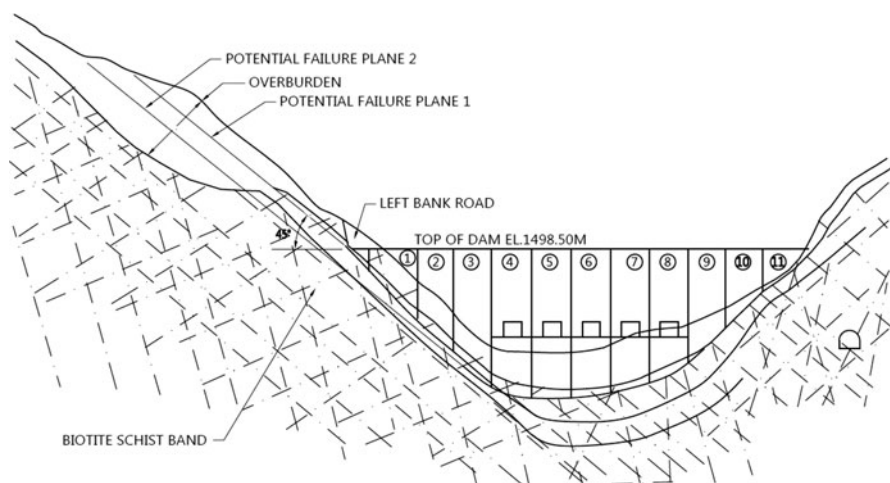 POTENTIAL FAILURE PLANE 2
OVERBURDEN
POTENTIAL FAILURE PLANE 1
LEFT BANK ROAD
45°
TOP OF DAM EL.1498.50M
① ② ③ ④ ⑤ ⑥ ⑦ ⑧ ⑨ ⑩ ⑪
BIOTITE SCHIST BAND